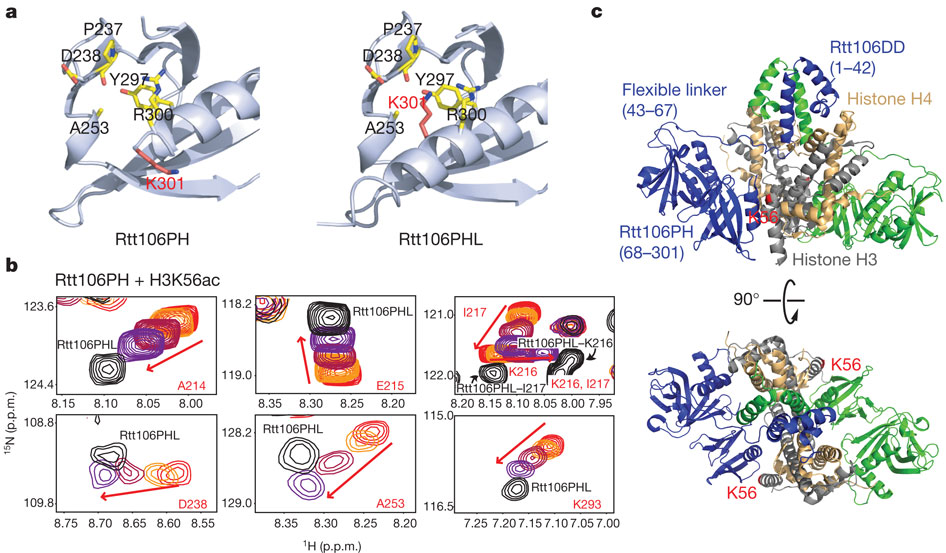 a
P237
D238
Y297
A253
R300
K301
Rtt106PH
P237
D238
Y297
K301
R300
A253
Rtt106PHL
b
Rtt106PH + H3K56ac
123.6
124.4
Rtt106PHL
A214
8.15 8.10 8.05 8.00
118.2
119.0
Rtt106PHL
E215
8.35 8.30 8.25 8.20
121.0
122.0
I217
Rtt106PHL–K216
K216
Rtt106PHL–I217
K216, I217
8.20 8.15 8.10 8.05 8.00 7.95
108.8
109.8
Rtt106PHL
D238
8.75 8.70 8.65 8.60 8.55
128.2
129.0
Rtt106PHL
A253
8.35 8.30 8.25 8.20
115.0
116.5
Rtt106PHL
K293
7.25 7.20 7.15 7.10 7.05 7.00
15N (p.p.m.)
1H (p.p.m.)
c
Rtt106DD
(1–42)
Flexible linker
(43–67)
Histone H4
K56
Rtt106PH
(68–301)
Histone H3
90°
K56
K56